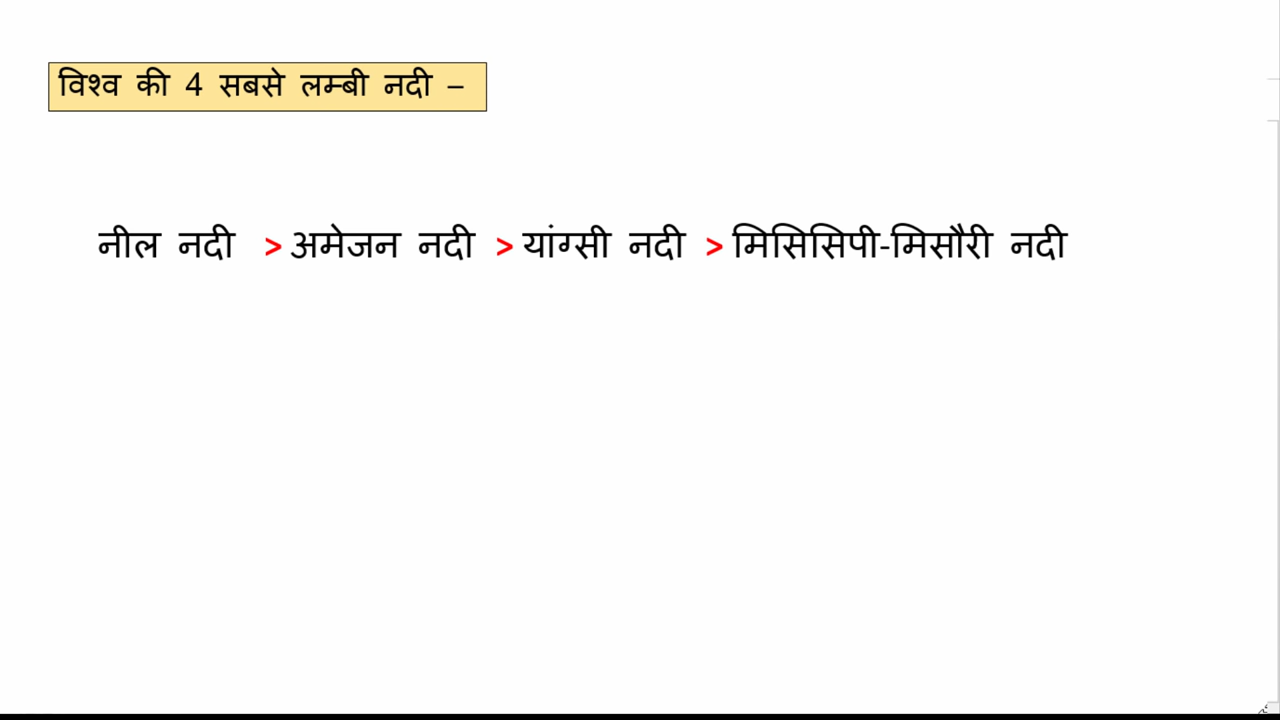 विश्व की 4 सबसे लम्बी नदी –
नील नदी > अमेजन नदी > यांग्सी नदी > मिसिसिपी-मिसौरी नदी